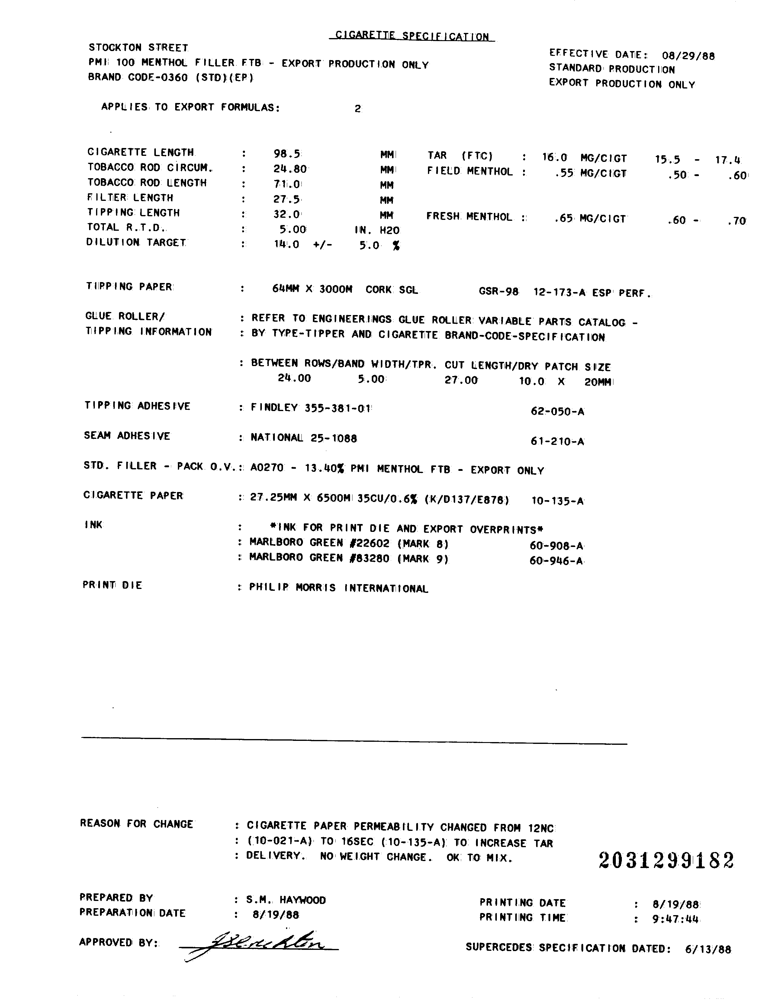 CIGARETTE SPECIFICATION
STOCKTON STREET
EFFECTIVE DATE: 08/29/88
PMI 100 MENTHOL FILLER FTB - EXPORT PRODUCTION ONLY
STANDARD PRODUCTION
BRAND CODE-0360 (STD)(EP)
EXPORT PRODUCTION ONLY
APPLIES TO EXPORT FORMULAS: 2
CIGARETTE LENGTH : 98.5 MM TAR (FTC) : 16.0 MG/CIGT 15.5 - 17.4
TOBACCO ROD CIRCUM. : 24.80 MM FIELD MENTHOL : .55 MG/CIGT .50 - .60
TOBACCO ROD LENGTH : 71.0 MM
FILTER LENGTH : 27.5 MM
TIPPING LENGTH : 32.0 MM FRESH MENTHOL : .65 MG/CIGT .60 - .70
TOTAL R.T.D. : 5.00 IN. H2O
DILUTION TARGET : 14.0 +/- 5.0 %
TIPPING PAPER : 64MM X 3000M CORK SGL GSR-98 12-173-A ESP PERF.
GLUE ROLLER/ : REFER TO ENGINEERINGS GLUE ROLLER VARIABLE PARTS CATALOG -
TIPPING INFORMATION : BY TYPE-TIPPER AND CIGARETTE BRAND-CODE-SPECIFICATION
: BETWEEN ROWS/BAND WIDTH/TPR. CUT LENGTH/DRY PATCH SIZE
24.00 5.00 27.00 10.0 X 20MM
TIPPING ADHESIVE : FINDLEY 355-381-01 62-050-A
SEAM ADHESIVE : NATIONAL 25-1088 61-210-A
STD. FILLER - PACK O.V.: A0270 - 13.40% PMI MENTHOL FTB - EXPORT ONLY
CIGARETTE PAPER : 27.25MM X 6500M 35CU/0.6% (K/D137/E878) 10-135-A
INK : *INK FOR PRINT DIE AND EXPORT OVERPRINTS*
: MARLBORO GREEN #22602 (MARK 8) 60-908-A
: MARLBORO GREEN #83280 (MARK 9) 60-946-A
PRINT DIE : PHILIP MORRIS INTERNATIONAL
REASON FOR CHANGE : CIGARETTE PAPER PERMEABILITY CHANGED FROM 12NC
: (10-021-A) TO 16SEC (10-135-A) TO INCREASE TAR
: DELIVERY. NO WEIGHT CHANGE. OK TO MIX.
2031299182
PREPARED BY : S.M. HAYWOOD PRINTING DATE : 8/19/88
PREPARATION DATE : 8/19/88 PRINTING TIME : 9:47:44
APPROVED BY:
SUPERCEDES SPECIFICATION DATED: 6/13/88